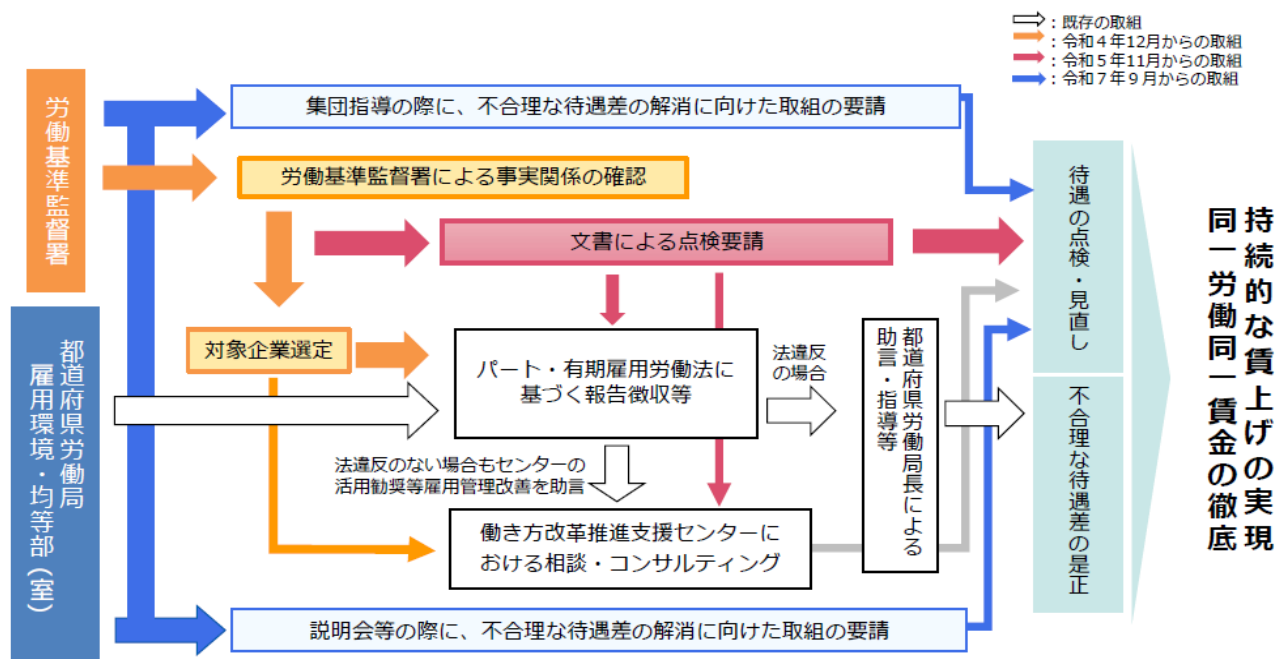 ：既存の取組
：令和４年12月からの取組
：令和５年11月からの取組
：令和７年９月からの取組
労働基準監督署
集団指導の際に、不合理な待遇差の解消に向けた取組の要請
労働基準監督署による事実関係の確認
文書による点検要請
対象企業選定
都道府県労働局
雇用環境・均等部（室）
パート・有期雇用労働法に
基づく報告徴収等
法違反
の場合
都道府県労働局長による
助言・指導等
法違反のない場合もセンターの
活用勧奨等雇用管理改善を助言
働き方改革推進支援センターに
おける相談・コンサルティング
説明会等の際に、不合理な待遇差の解消に向けた取組の要請
待遇の点検・見直し
不合理な待遇差の是正
持続的な賃上げの実現
同一労働同一賃金の徹底